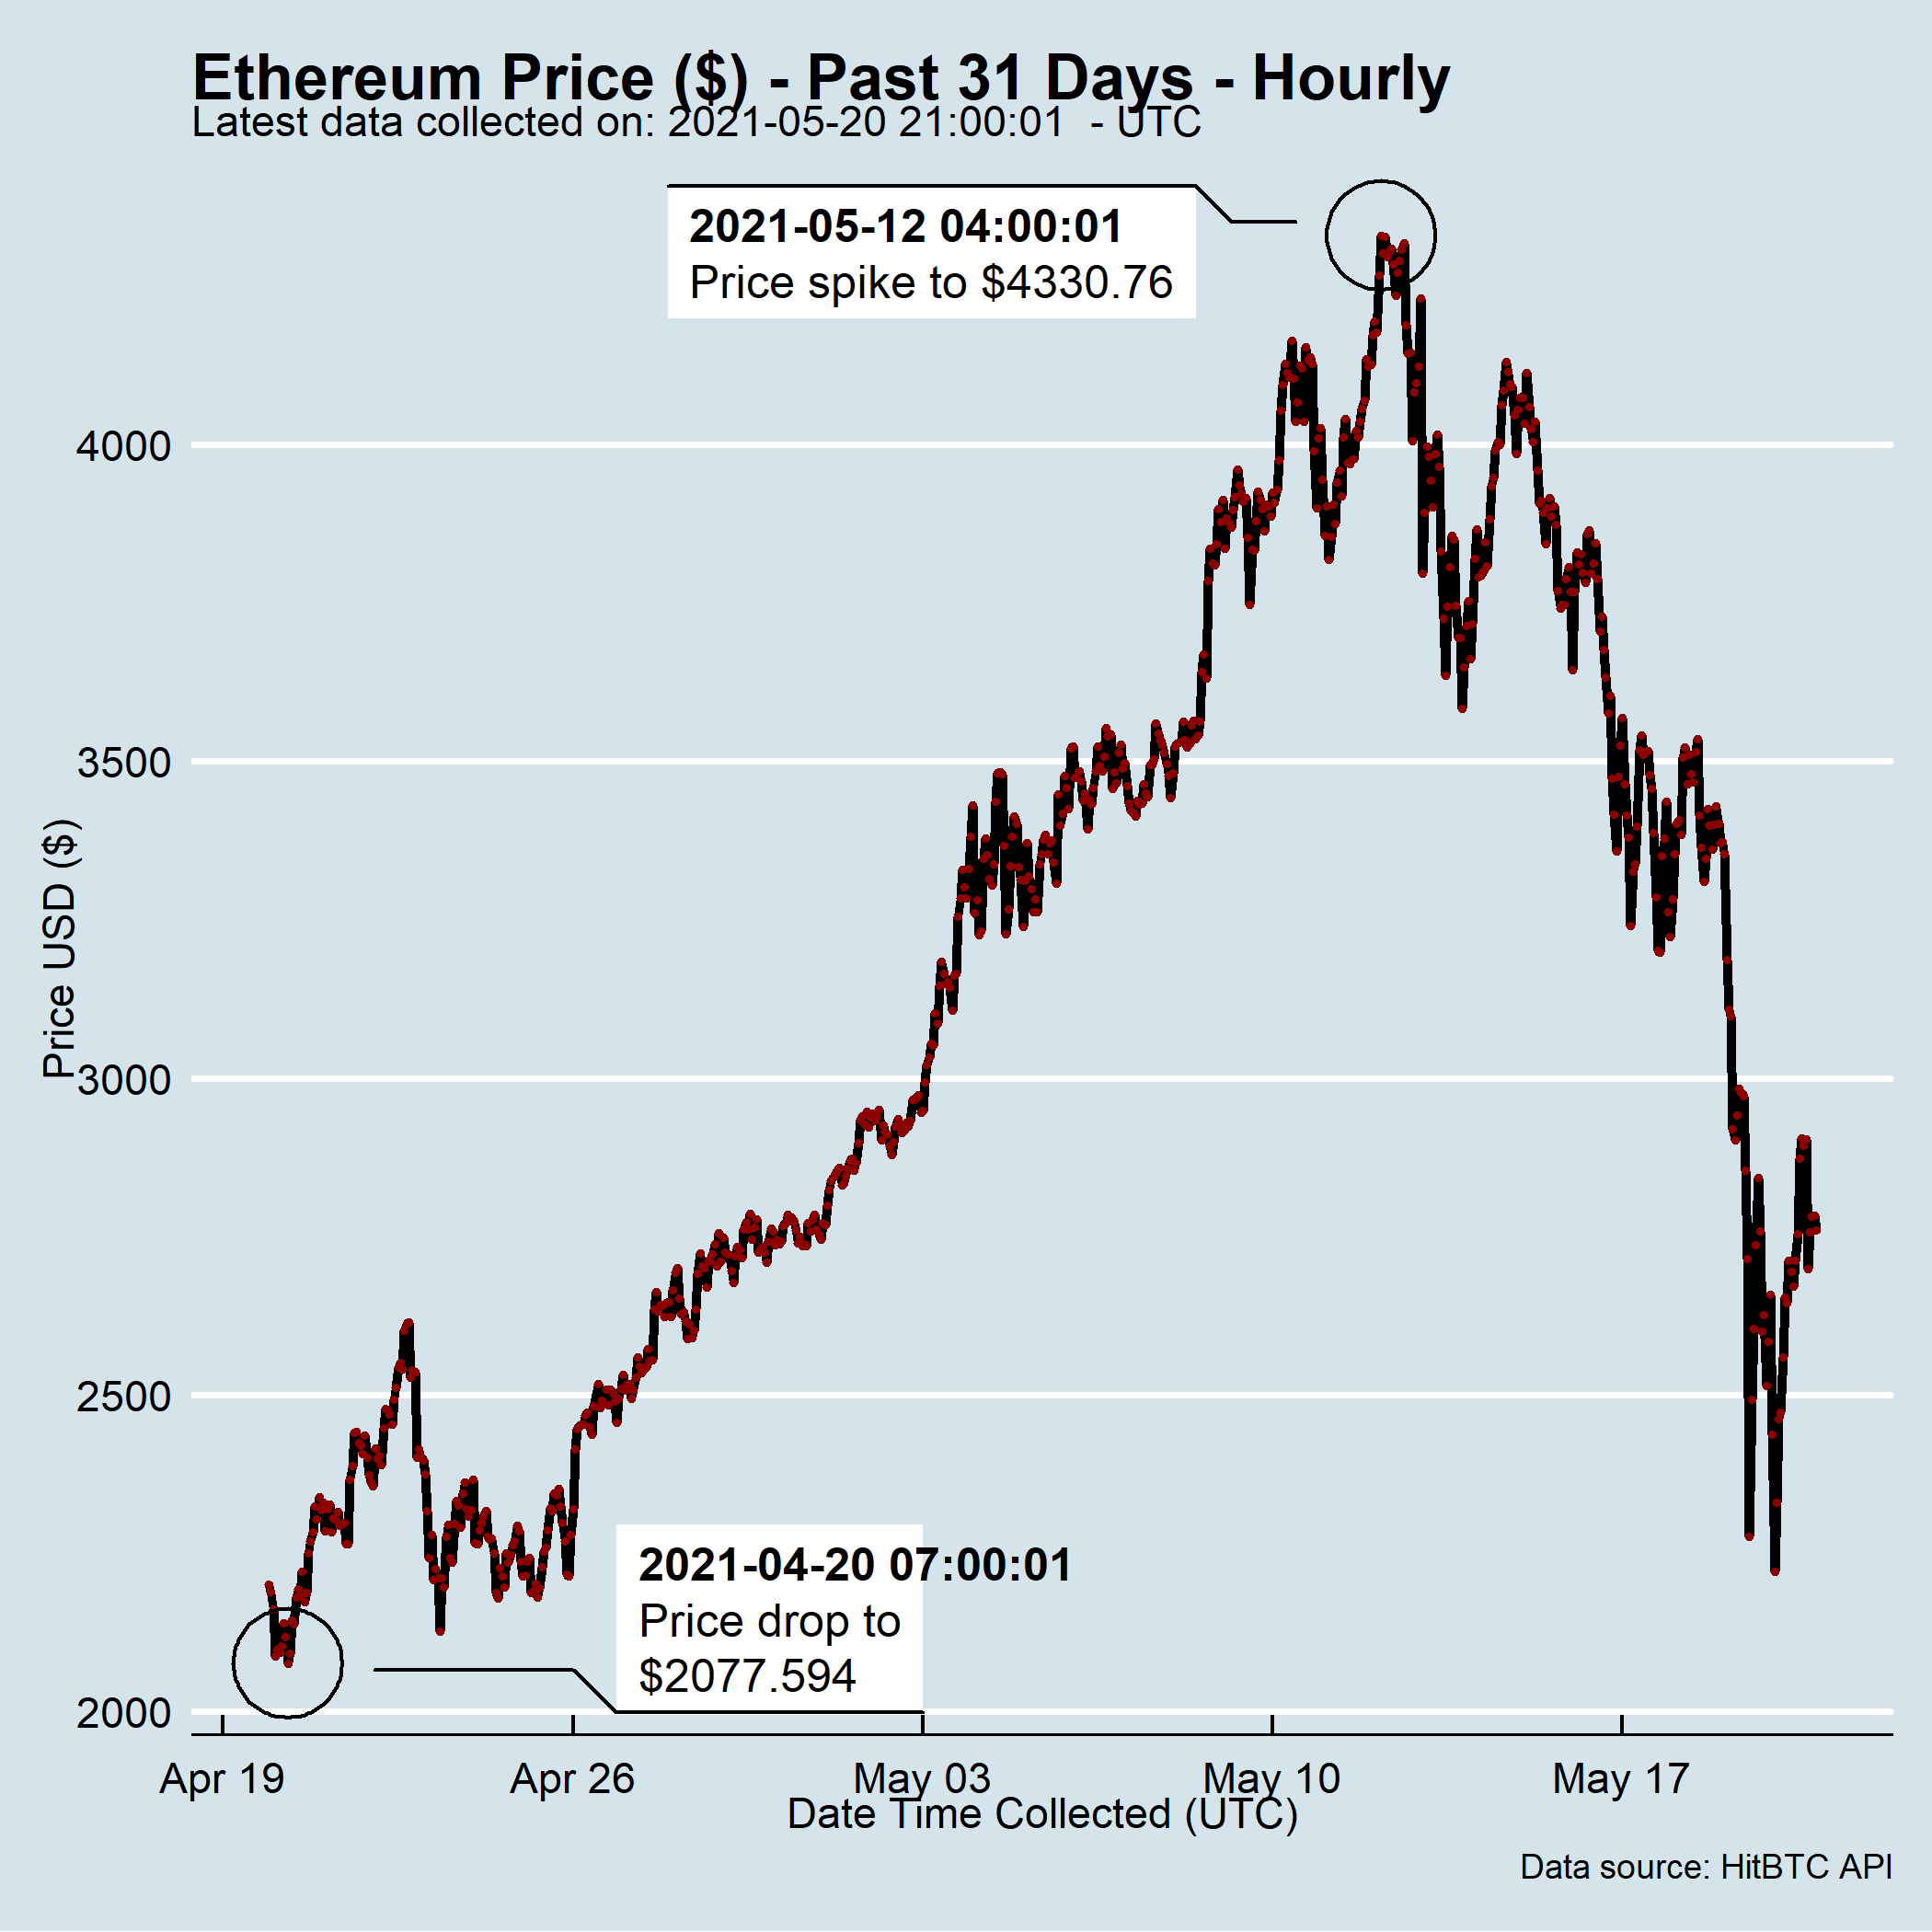 Ethereum Price ($) - Past 31 Days - Hourly
Latest data collected on: 2021-05-20 21:00:01  - UTC
2021-05-12 04:00:01
Price spike to $4330.76
4000
3500
3000
2500
2000
Price USD ($)
2021-04-20 07:00:01
Price drop to
$2077.594
Apr 19
Apr 26
May 03
May 10
May 17
Date Time Collected (UTC)
Data source: HitBTC API